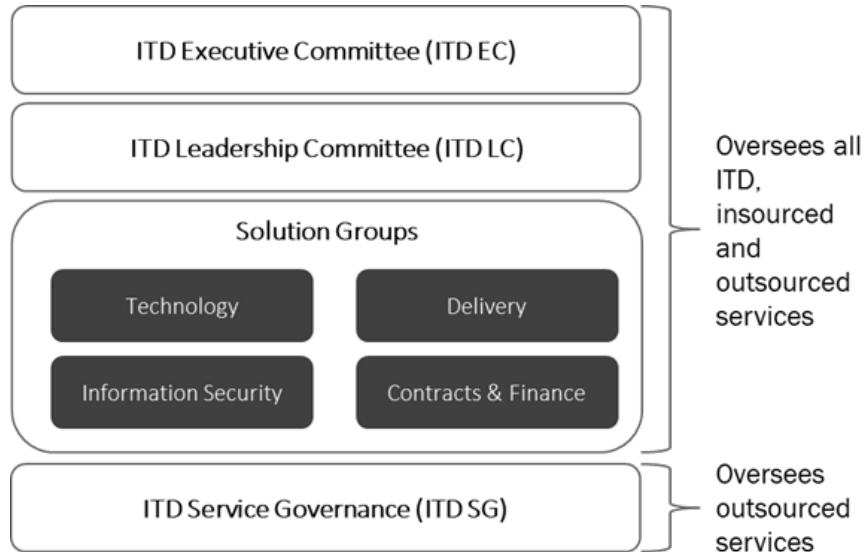 ITD Executive Committee (ITD EC)
ITD Leadership Committee (ITD LC)
Solution Groups
Technology
Delivery
Information Security
Contracts & Finance
Oversees all
ITD,
insourced
and
outsourced
services
ITD Service Governance (ITD SG)
Oversees
outsourced
services